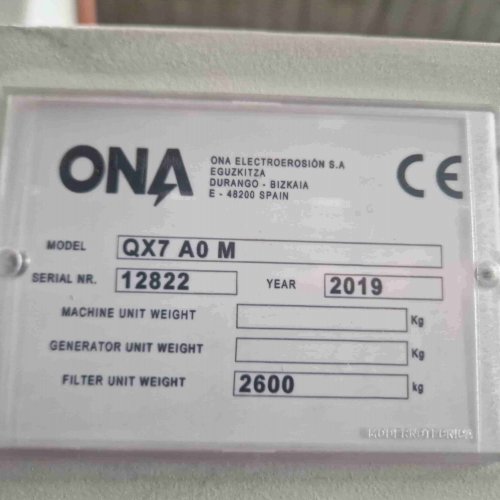 ONA
ONA ELECTROEROSIÓN S.A
EGUZKITZA
DURANGO - BIZKAIA
E - 48200 SPAIN
CE
MODEL QX7 A0 M
SERIAL NR. 12822 YEAR 2019
MACHINE UNIT WEIGHT Kg
GENERATOR UNIT WEIGHT Kg
FILTER UNIT WEIGHT 2600 kg